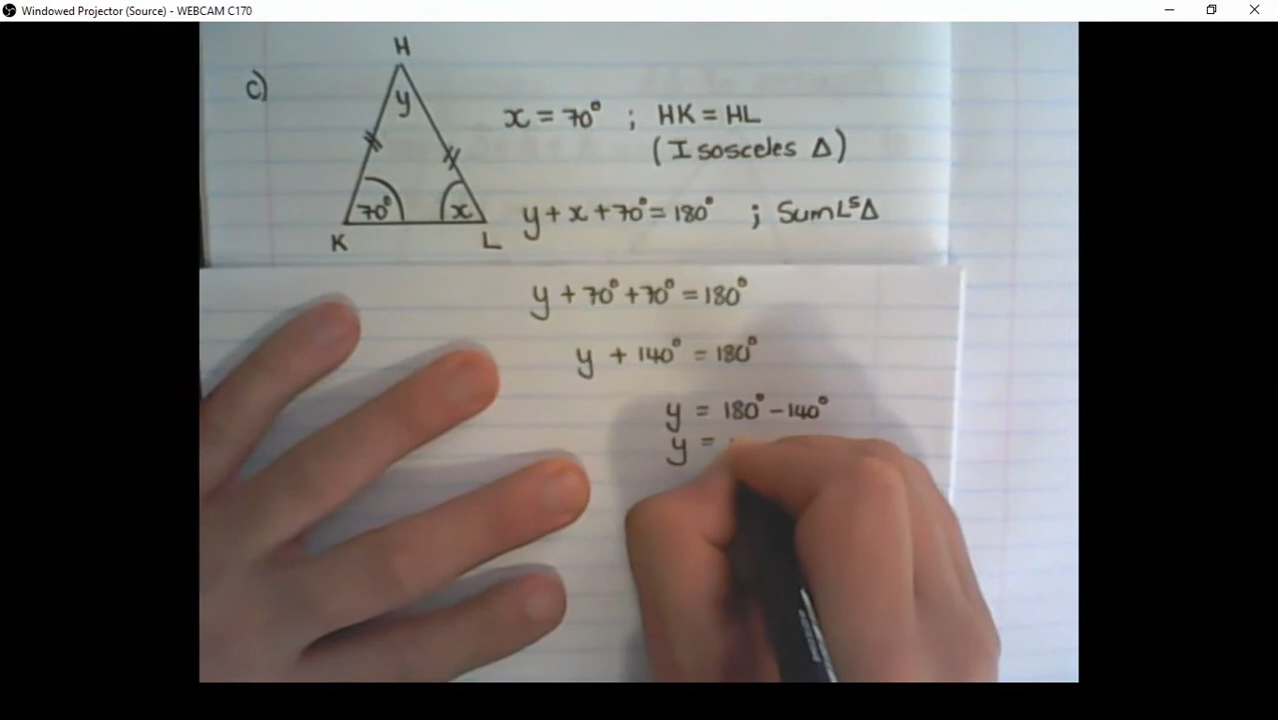 Windowed Projector (Source) - WEBCAM C170
c)
H
y
70°
x
K
L
x = 70° ; HK = HL
(Isosceles Δ)
y + x + 70° = 180° ; Sum Lˢ Δ
y + 70° + 70° = 180°
y + 140° = 180°
y = 180° - 140°
y =